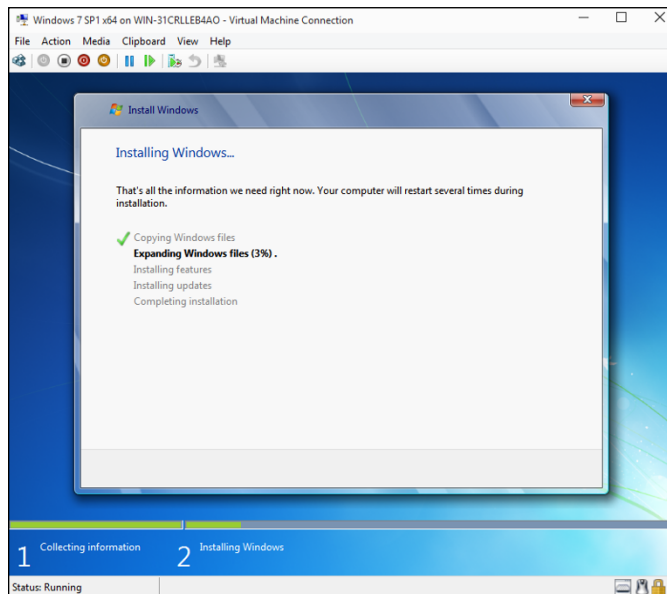 Windows 7 SP1 x64 on WIN-31CRLLEB4AO - Virtual Machine Connection
File Action Media Clipboard View Help
Install Windows
Installing Windows...
That's all the information we need right now. Your computer will restart several times during
installation.
Copying Windows files
Expanding Windows files (3%) .
Installing features
Installing updates
Completing installation
1 Collecting information 2 Installing Windows
Status: Running